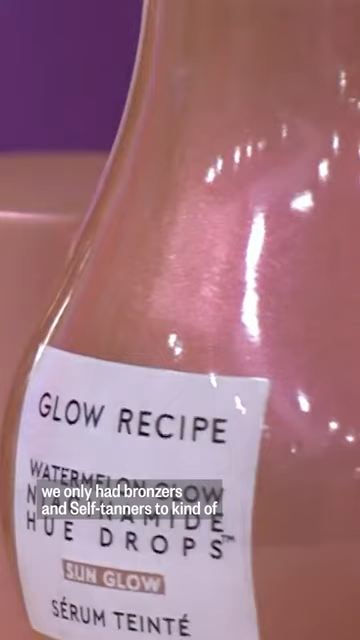 GLOW RECIPE
WATERMELON GLOW
we only had bronzers
NIACINAMIDE
and Self-tanners to kind of
HUE DROPS™
SUN GLOW
SÉRUM TEINTÉ